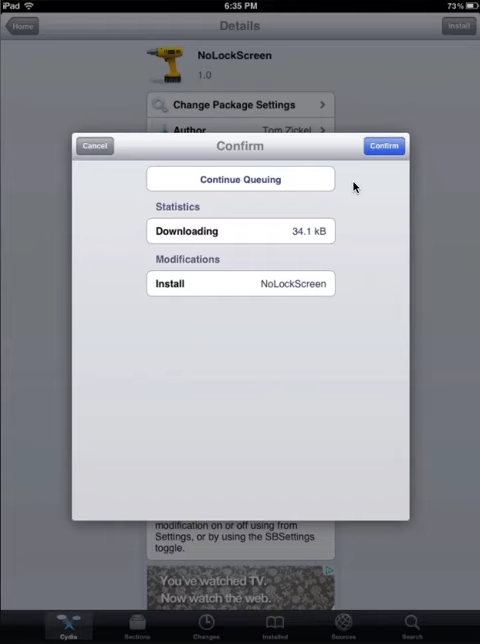 iPad 6:35 PM 73%
Home Details Install
NoLockScreen
1.0
Change Package Settings
Author Tom Zickel
Cancel Confirm Confirm
Continue Queuing
Statistics
Downloading 34.1 kB
Modifications
Install NoLockScreen
modification on or off using from
Settings, or by using the SBSettings
toggle.
You've watched TV.
Now watch the web.
Cydia Sections Changes Installed Sources Search